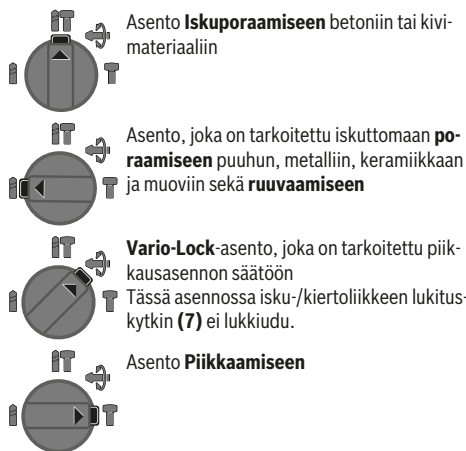 Asento Iskuporaamiseen betoniin tai kivi-
materiaaliin
Asento, joka on tarkoitettu iskuttomaan po-
raamiseen puuhun, metalliin, keramiikkaan
ja muoviin sekä ruuvaamiseen
Vario-Lock-asento, joka on tarkoitettu piik-
kausasennon säätöön
Tässä asennossa isku-/kiertoliikkeen lukitus-
kytkin (7) ei lukkiudu.
Asento Piikkaamiseen